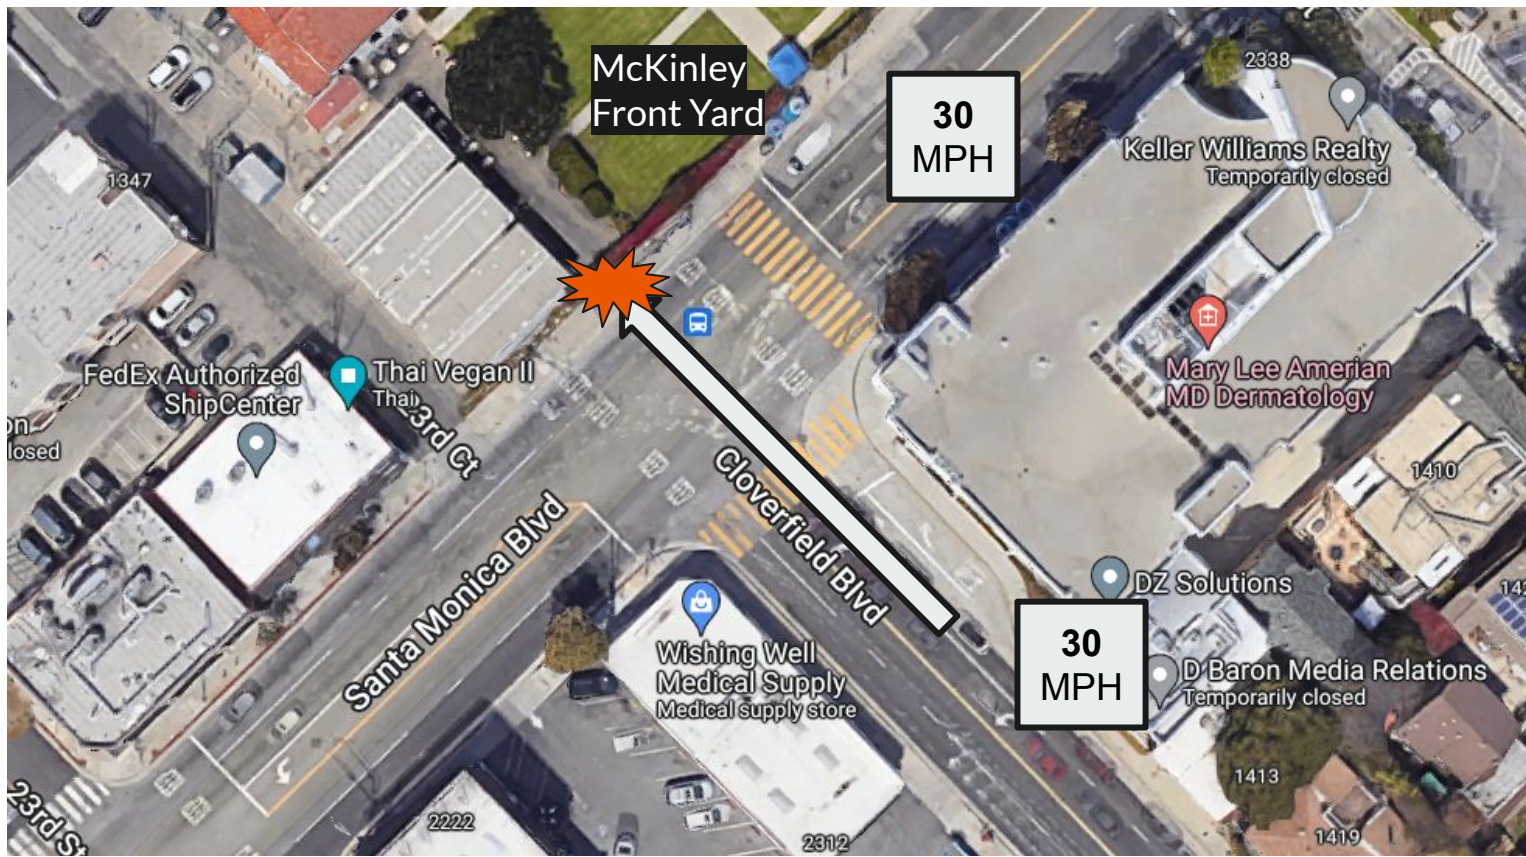 McKinley
Front Yard
30
MPH
2338
Keller Williams Realty
Temporarily closed
1347
FedEx Authorized
ShipCenter
Thai Vegan II
Thai
23rd Ct
losed
Mary Lee Amerian
MD Dermatology
1410
Cloverfield Blvd
Santa Monica Blvd
DZ Solutions
30
MPH
Wishing Well
Medical Supply
Medical supply store
D Baron Media Relations
Temporarily closed
1413
23rd St
2222
2312
1419